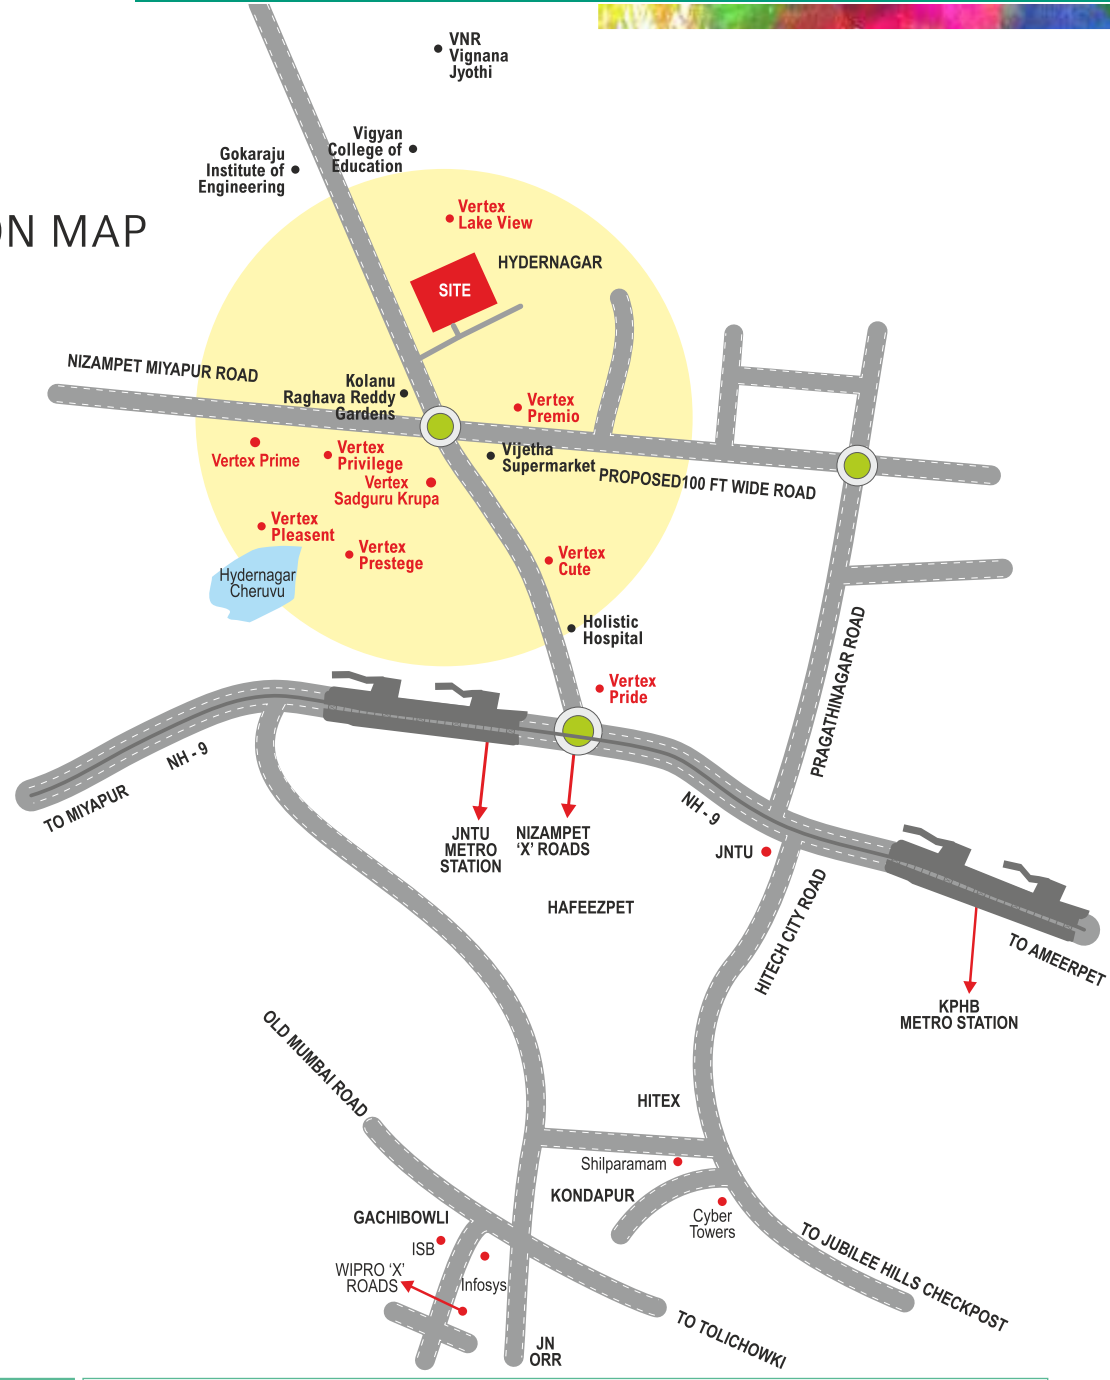 VNR
Vignana
Jyothi
Vigyan
College of
Education
Gokaraju
Institute of
Engineering
ON MAP
Vertex
Lake View
HYDERNAGAR
SITE
NIZAMPET MIYAPUR ROAD
Kolanu
Raghava Reddy
Gardens
Vertex
Premio
Vertex Prime
Vertex
Privilege
Vijetha
Supermarket
PROPOSED100 FT WIDE ROAD
Vertex
Sadguru Krupa
Vertex
Pleasent
Vertex
Prestege
Vertex
Cute
Hydernagar
Cheruvu
Holistic
Hospital
Vertex
Pride
PRAGATHINAGAR ROAD
NH - 9
TO MIYAPUR
NH - 9
JNTU
METRO
STATION
NIZAMPET
‘X’ ROADS
JNTU
HAFEEZPET
HITECH CITY ROAD
TO AMEERPET
KPHB
METRO STATION
OLD MUMBAI ROAD
HITEX
Shilparamam
KONDAPUR
GACHIBOWLI
Cyber
Towers
ISB
WIPRO ‘X’
ROADS
Infosys
TO JUBILEE HILLS CHECKPOST
TO TOLICHOWKI
JN
ORR